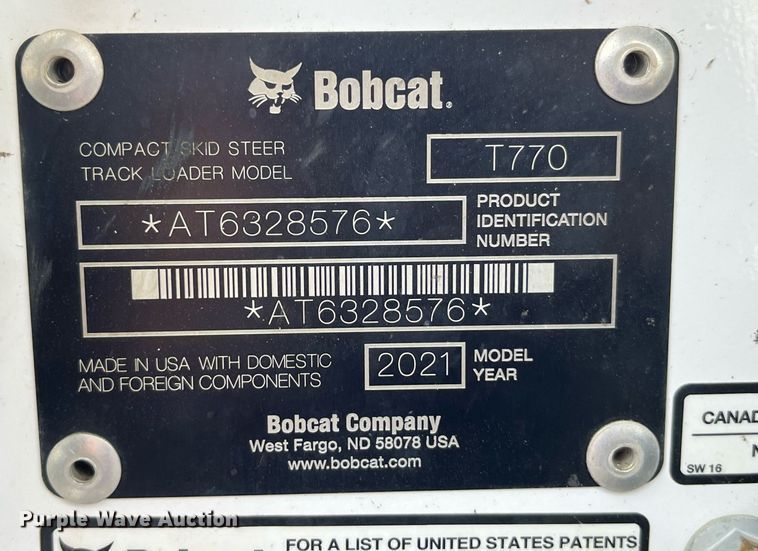 Bobcat®
COMPACT SKID STEER
TRACK LOADER MODEL
T770
*AT6328576*
PRODUCT
IDENTIFICATION
NUMBER
*AT6328576*
MADE IN USA WITH DOMESTIC
AND FOREIGN COMPONENTS
2021
MODEL
YEAR
Bobcat Company
West Fargo, ND 58078 USA
www.bobcat.com
CANAD
N
SW 16
Purple Wave Auction
FOR A LIST OF UNITED STATES PATENTS